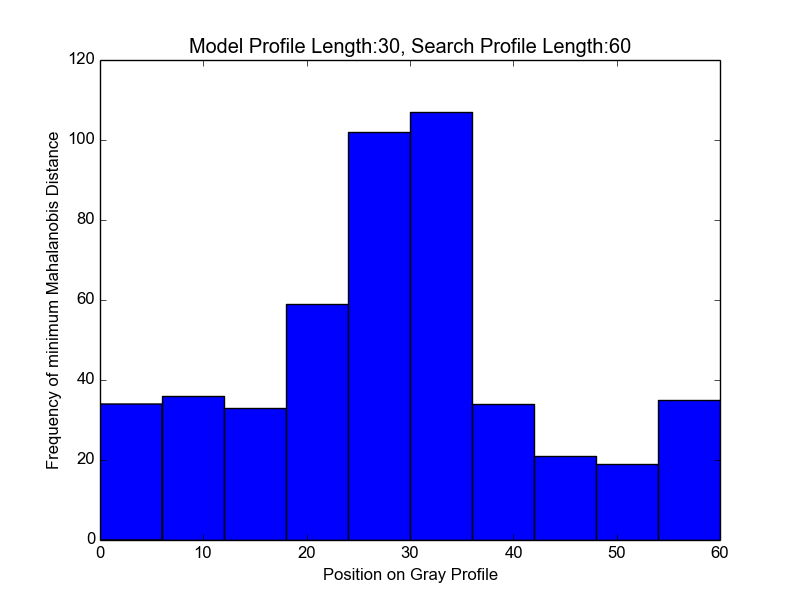 Model Profile Length:30, Search Profile Length:60
120
100
80
60
40
20
0
Frequency of minimum Mahalanobis Distance
0 10 20 30 40 50 60
Position on Gray Profile